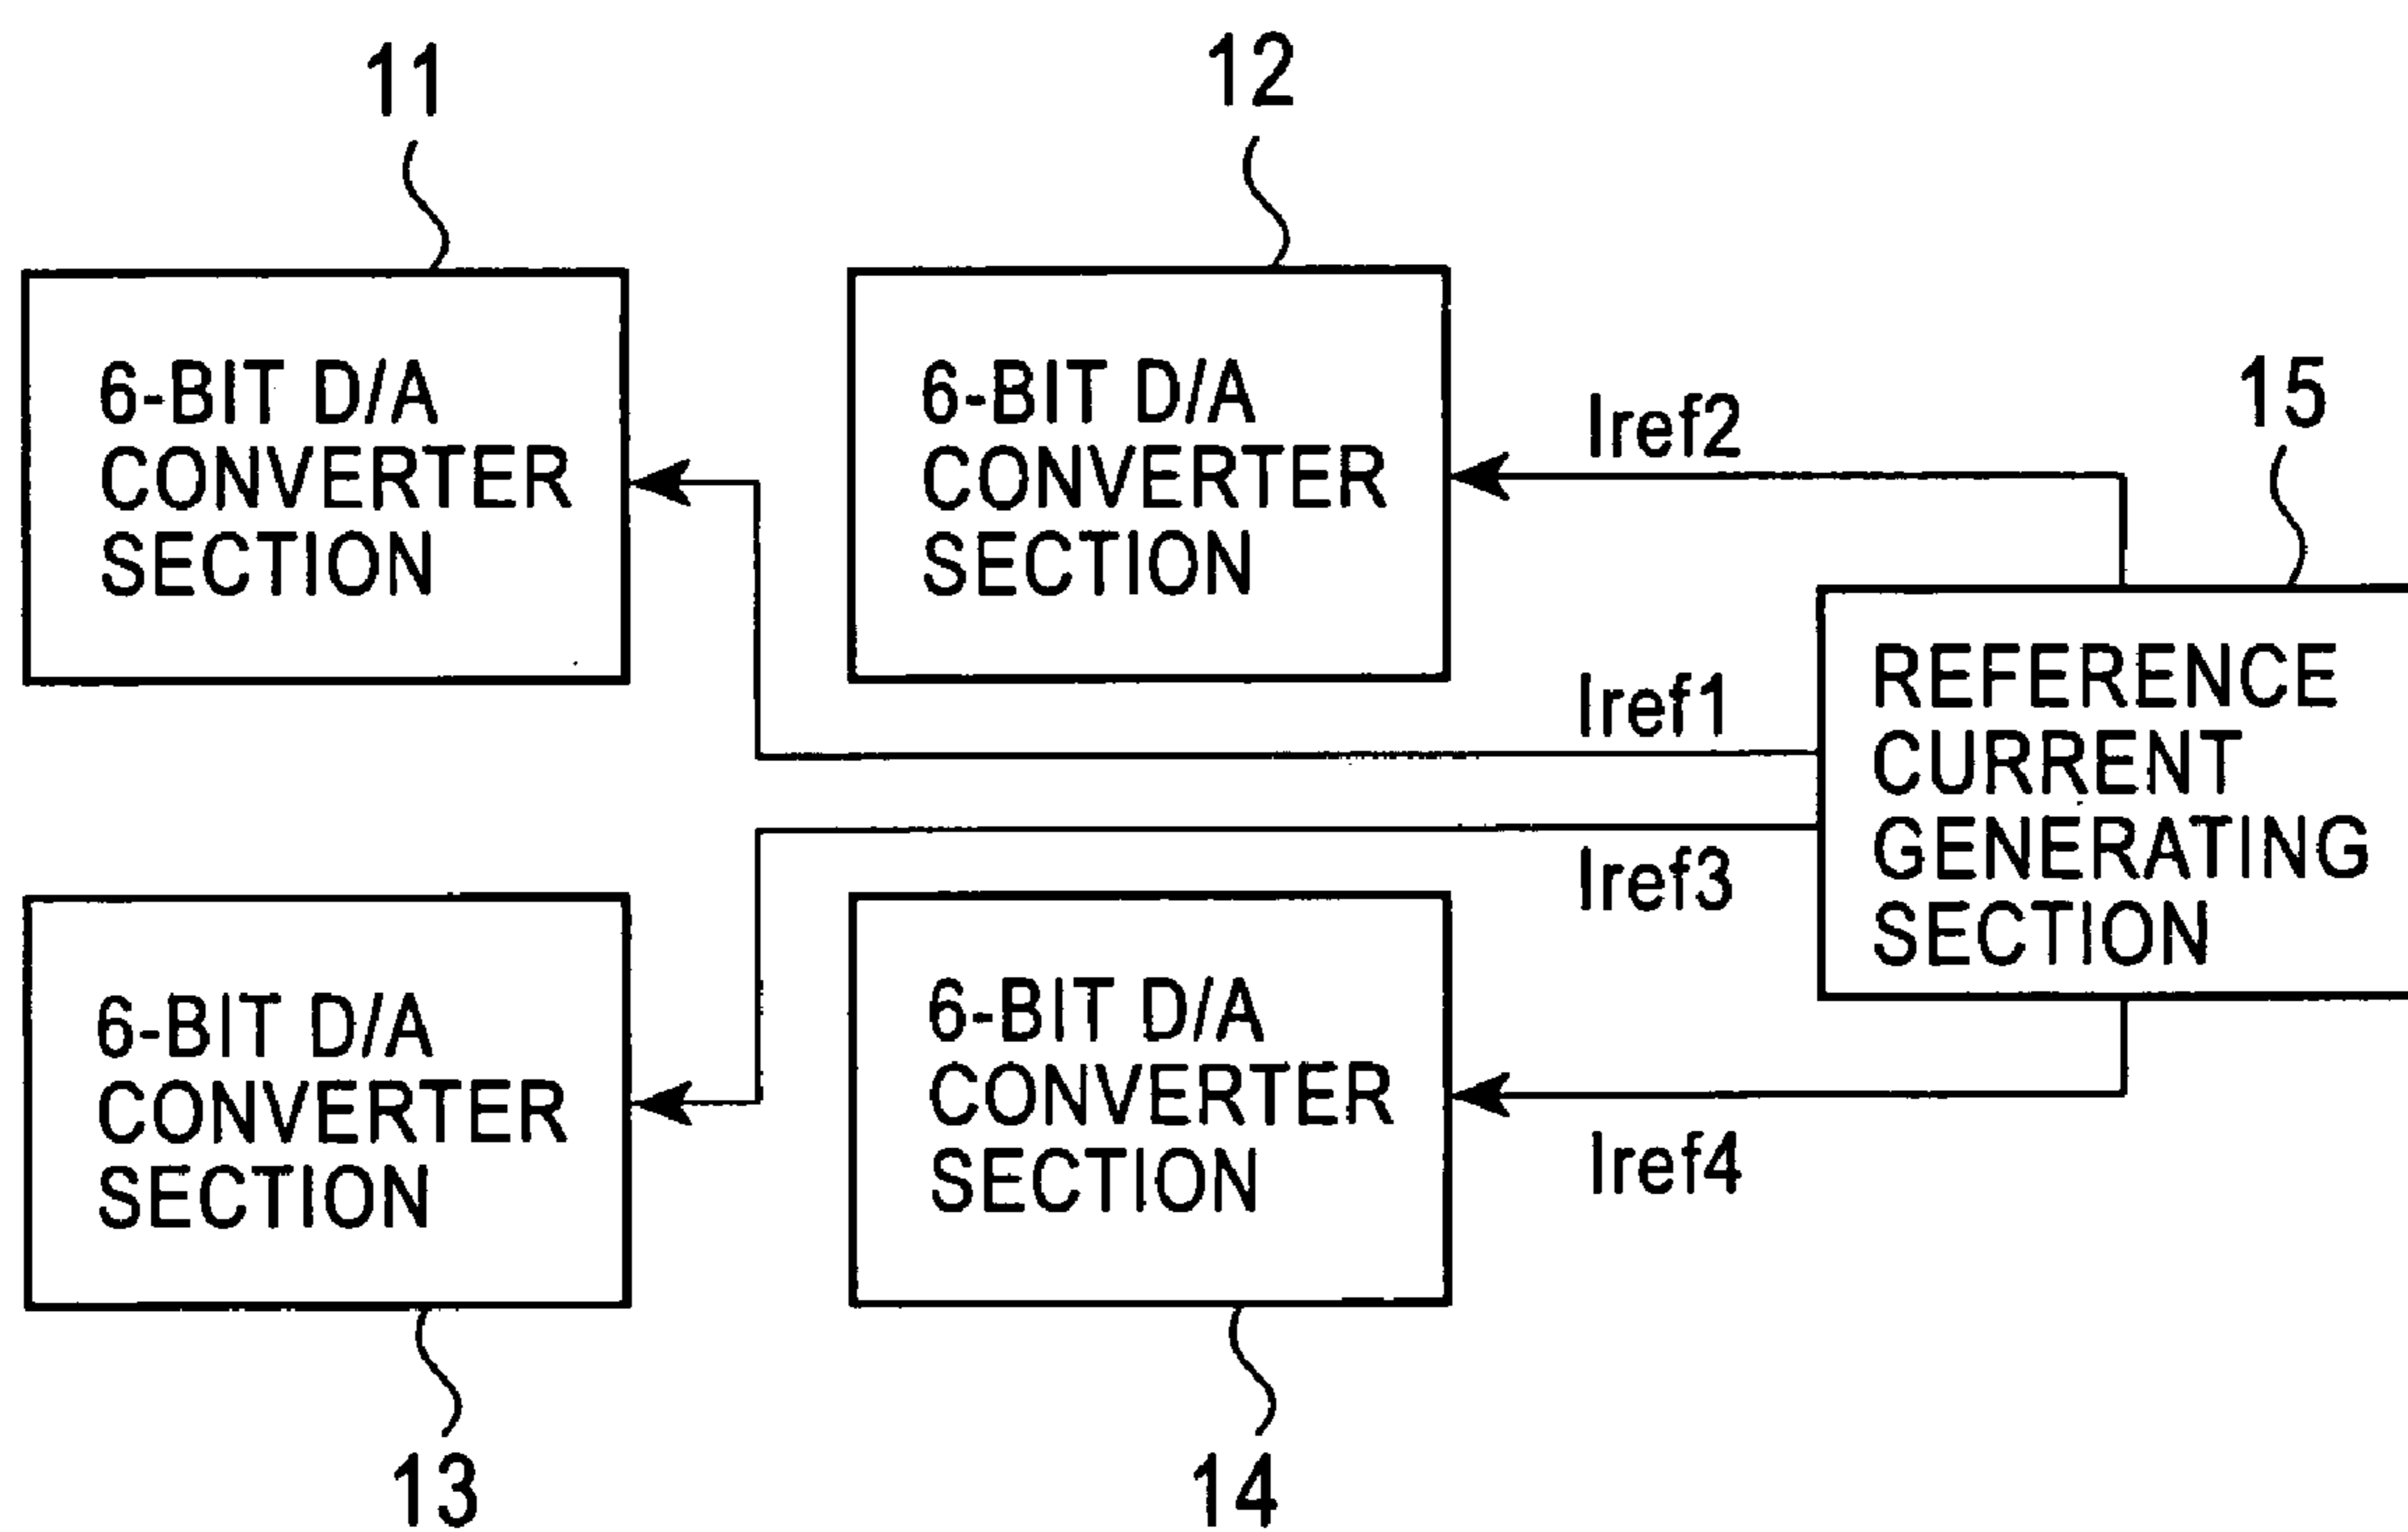 11
12
6-BIT D/A
CONVERTER
SECTION
6-BIT D/A
CONVERTER
SECTION
Iref2
15
Iref1
REFERENCE
CURRENT
GENERATING
SECTION
Iref3
6-BIT D/A
CONVERTER
SECTION
6-BIT D/A
CONVERTER
SECTION
Iref4
13
14